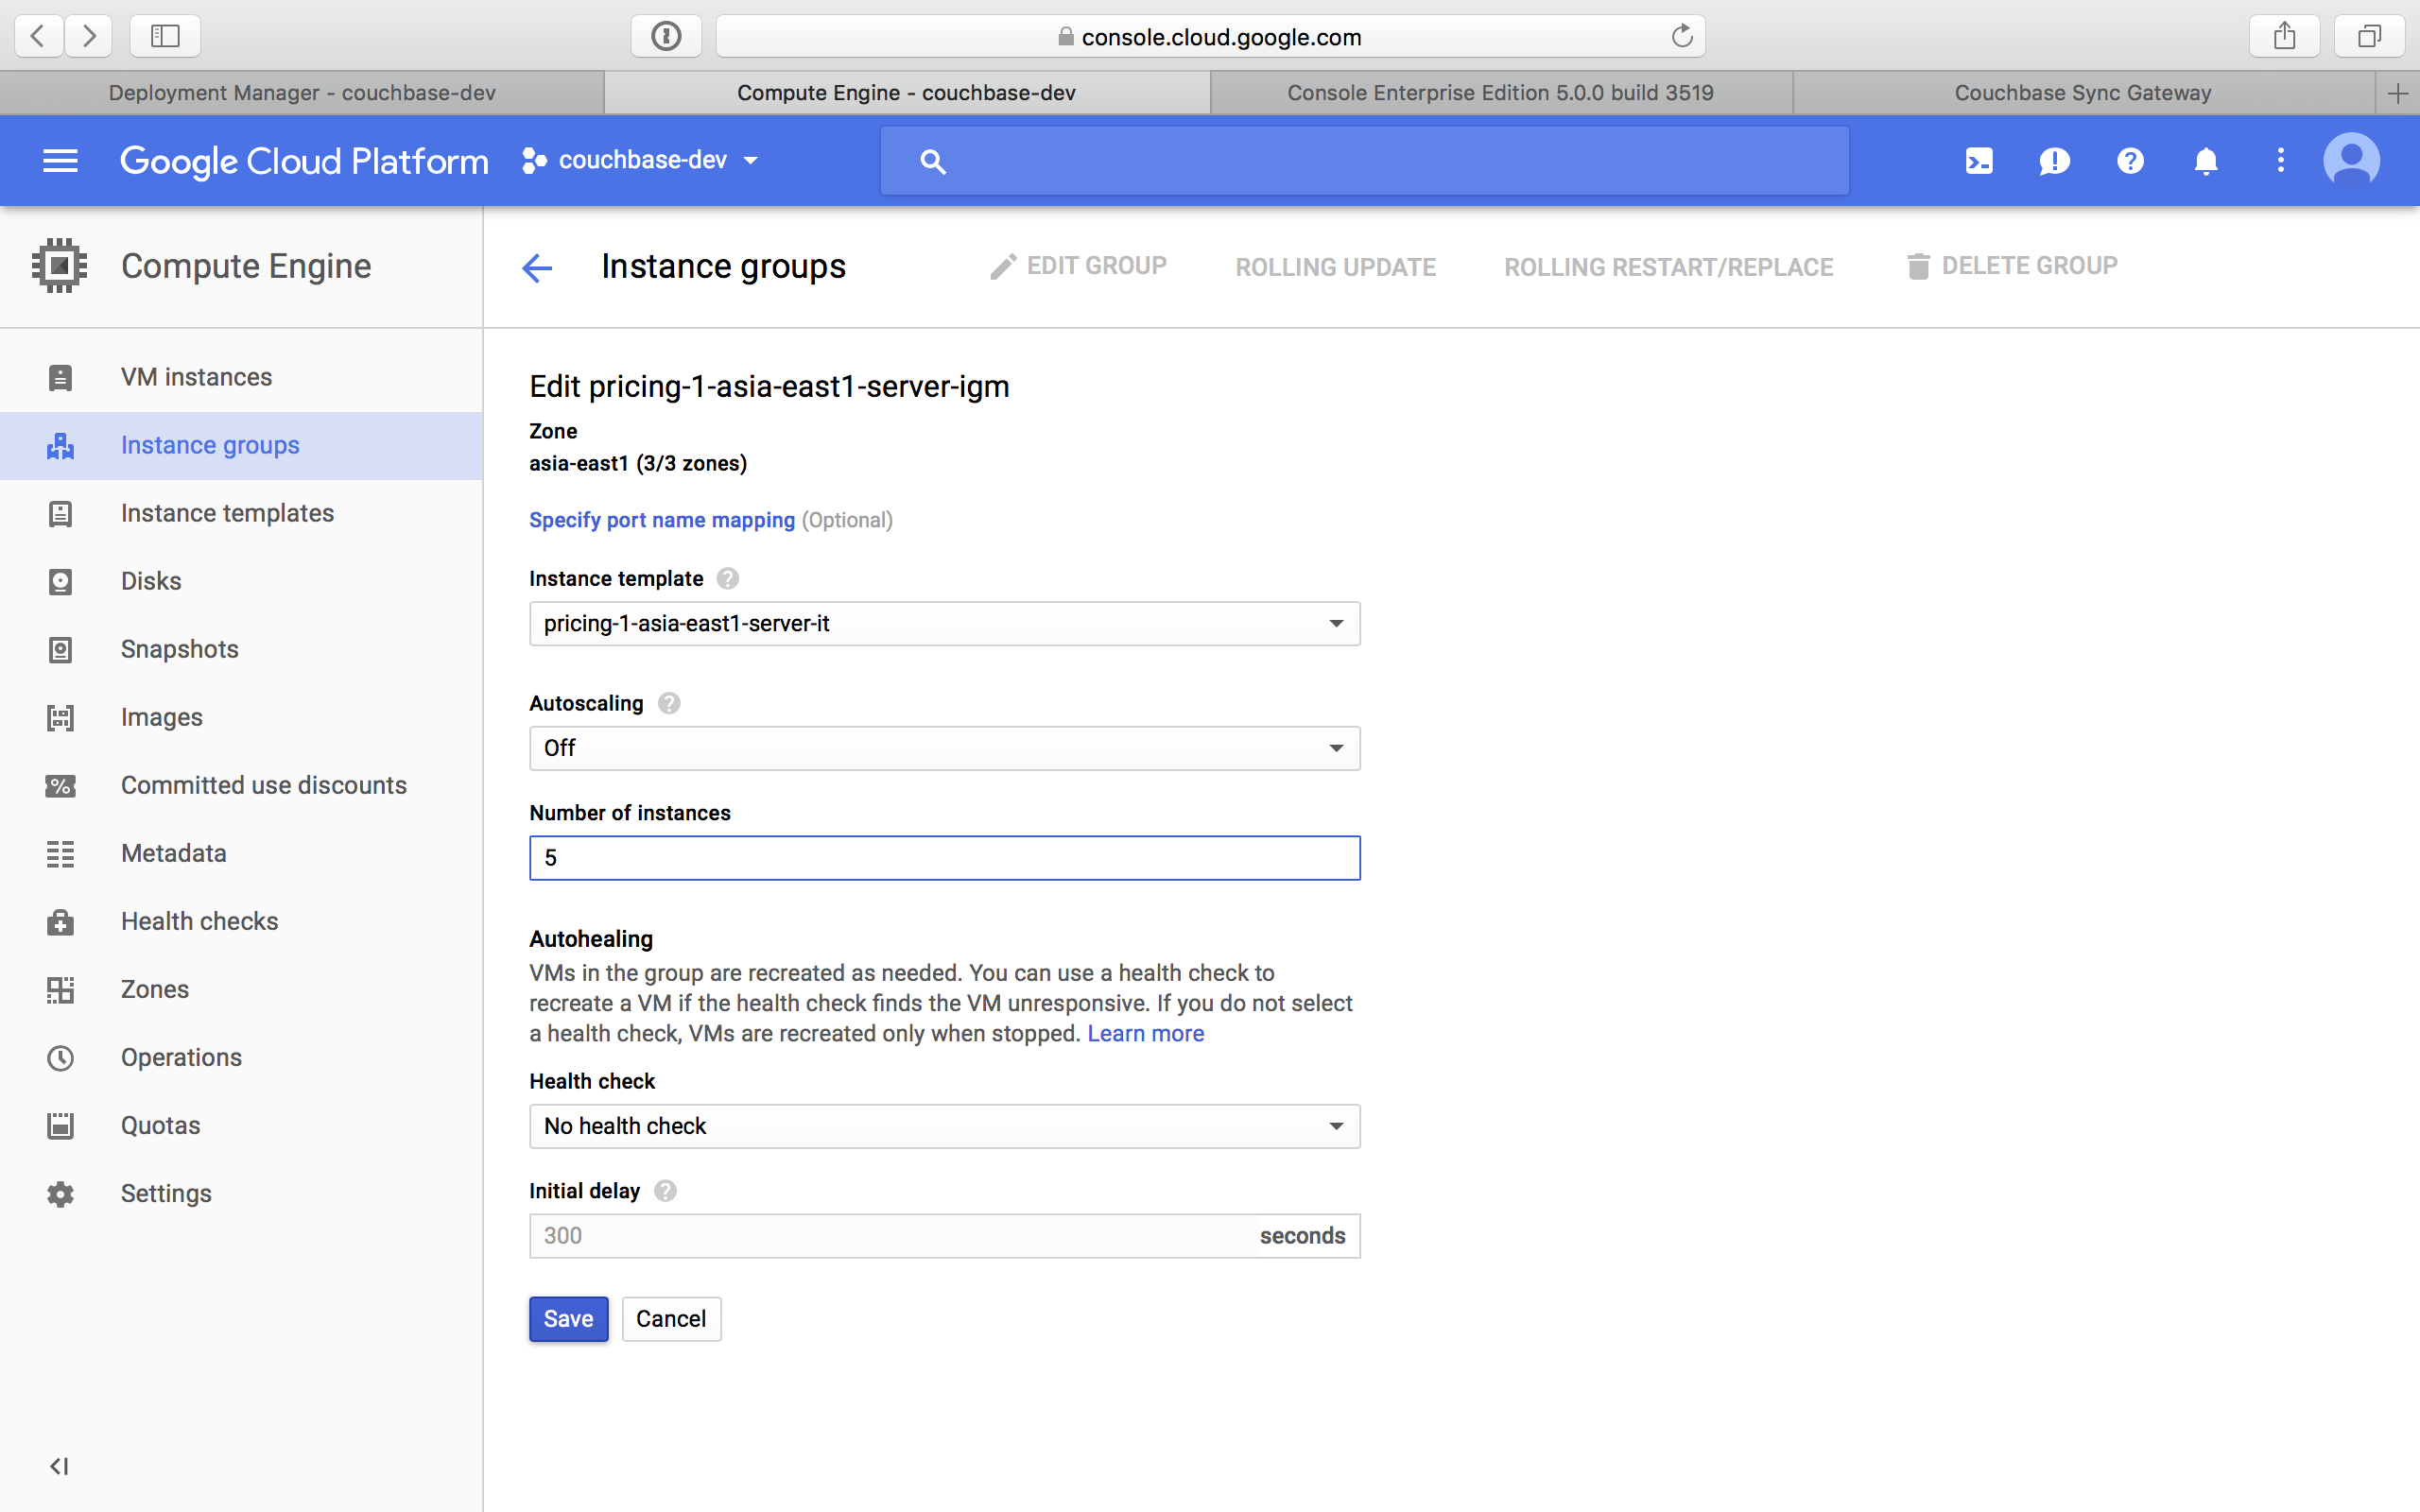 console.cloud.google.com
Deployment Manager - couchbase-dev
Compute Engine - couchbase-dev
Console Enterprise Edition 5.0.0 build 3519
Couchbase Sync Gateway
Google Cloud Platform
couchbase-dev
Compute Engine
Instance groups
EDIT GROUP
ROLLING UPDATE
ROLLING RESTART/REPLACE
DELETE GROUP
VM instances
Instance groups
Instance templates
Disks
Snapshots
Images
Committed use discounts
Metadata
Health checks
Zones
Operations
Quotas
Settings
Edit pricing-1-asia-east1-server-igm
Zone
asia-east1 (3/3 zones)
Specify port name mapping (Optional)
Instance template
pricing-1-asia-east1-server-it
Autoscaling
Off
Number of instances
5
Autohealing
VMs in the group are recreated as needed. You can use a health check to
recreate a VM if the health check finds the VM unresponsive. If you do not select
a health check, VMs are recreated only when stopped. Learn more
Health check
No health check
Initial delay
300 seconds
Save
Cancel